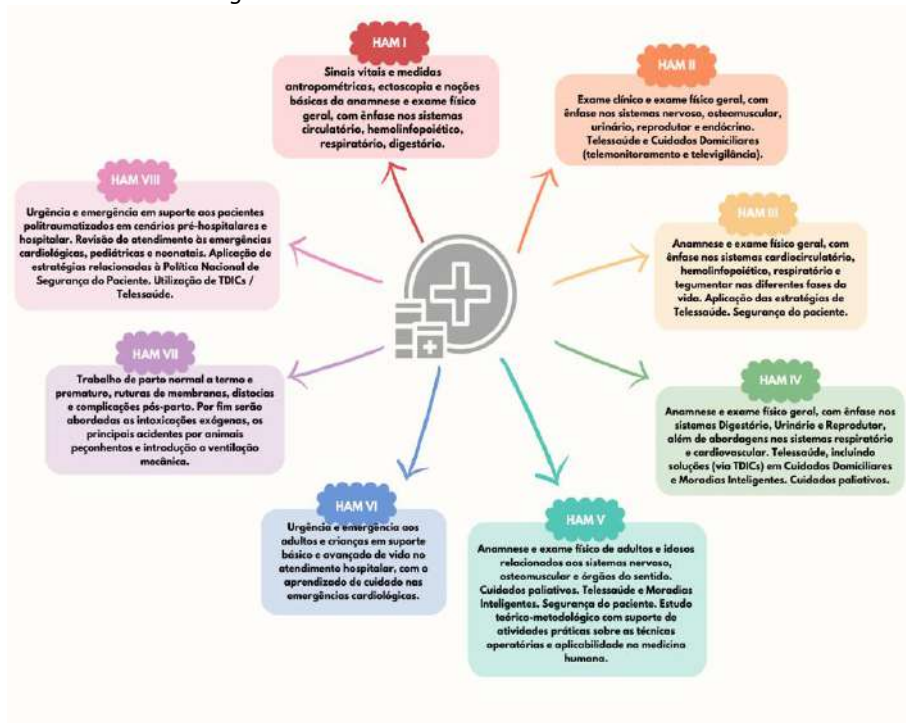 HAM I
Sinais vitais e medidas
antropométricas, ectoscopia e noções
básicas da anamnese e exame físico
geral, com ênfase nos sistemas
circulatório, hemolinfopoiético,
respiratório, digestório.
HAM II
Exame clínico e exame físico geral, com
ênfase nos sistemas nervoso, osteomuscular,
urinário, reprodutor e endócrino.
Telessaúde e Cuidados Domiciliares
(telemonitoramento e televigilância).
HAM III
Anamnese e exame físico geral, com
ênfase nos sistemas cardiocirculatório,
hemolinfopoiético, respiratório e
tegumentar nas diferentes fases da
vida. Aplicação das estratégias de
Telessaúde. Segurança do paciente.
HAM IV
Anamnese e exame físico geral, com ênfase nos
sistemas Digestório, Urinário e Reprodutor,
além de abordagens nos sistemas respiratório
e cardiovascular. Telessaúde, incluindo
soluções (via TDICs) em Cuidados Domiciliares
e Moradias Inteligentes. Cuidados paliativos.
HAM V
Anamnese e exame físico de adultos e idosos
relacionados aos sistemas nervoso,
osteomuscular e órgãos do sentido.
Cuidados paliativos. Telessaúde e Moradias
Inteligentes. Segurança do paciente. Estudo
teórico-metodológico com suporte de
atividades práticas sobre as técnicas
operatórias e aplicabilidade na medicina
humana.
HAM VI
Urgência e emergência aos
adultos e crianças em suporte
básico e avançado de vida no
atendimento hospitalar, com o
aprendizado de cuidado nas
emergências cardiológicas.
HAM VII
Trabalho de parto normal a termo e
prematuro, ruturas de membranas, distocias
e complicações pós-parto. Por fim serão
abordadas as intoxicações exógenas, os
principais acidentes por animais
peçonhentos e introdução a ventilação
mecânica.
HAM VIII
Urgência e emergência em suporte aos pacientes
politraumatizados em cenários pré-hospitalares e
hospitalar. Revisão do atendimento às emergências
cardiológicas, pediátricas e neonatais. Aplicação de
estratégias relacionadas à Política Nacional de
Segurança do Paciente. Utilização de TDICs /
Telessaúde.